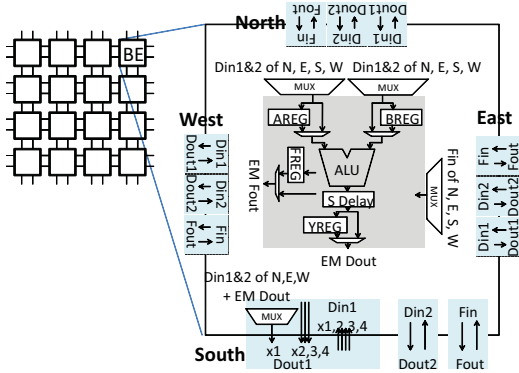 North
Fout
Fin
Dout2
Din2
Dout1
Din1
BE
Din1&2 of N, E, S, W
Din1&2 of N, E, S, W
MUX
MUX
West
East
AREG
BREG
Din1
Dout1
Din2
Dout2
Fin
Fout
EM Fout
FREG
ALU
S Delay
YREG
EM Dout
MUX
Fin of N, E, S, W
Fin
Fout
Din2
Dout2
Din1
Dout1
Din1&2 of N,E,W
+ EM Dout
MUX
x1
x2,3,4
Dout1
Din1
x1,2,3,4
South
Din2
Dout2
Fin
Fout